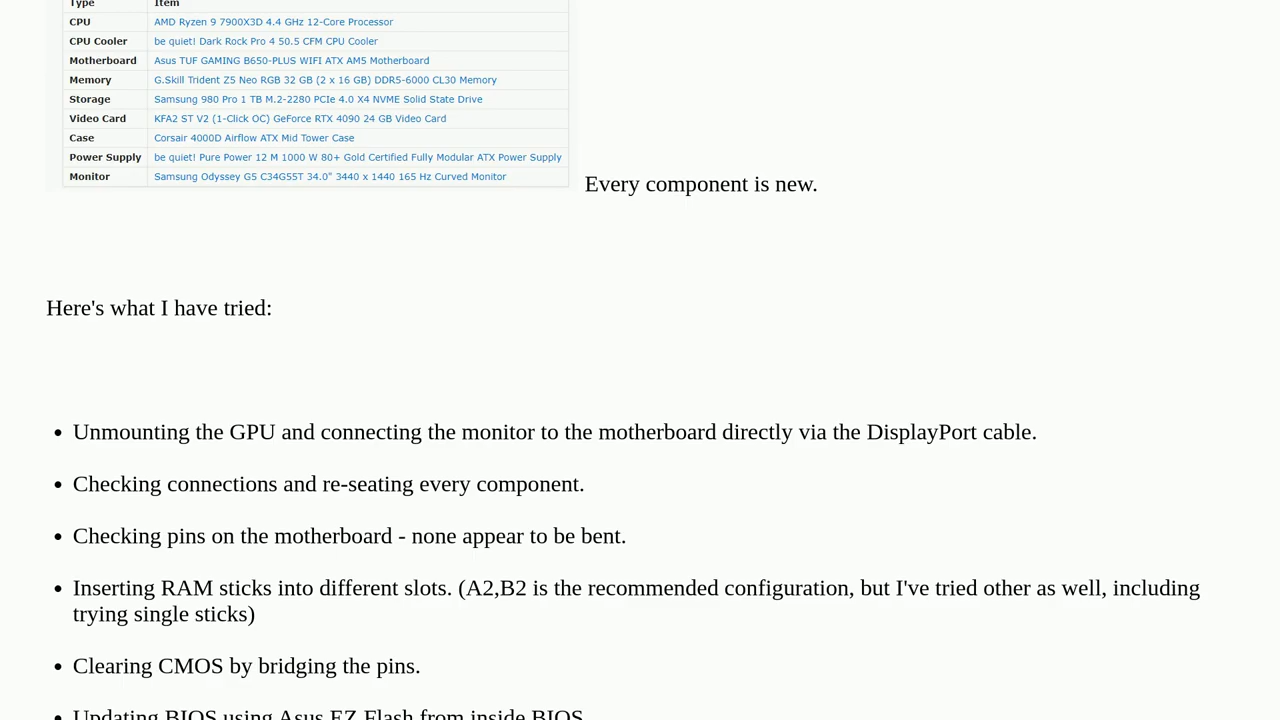 Type Item
CPU AMD Ryzen 9 7900X3D 4.4 GHz 12-Core Processor
CPU Cooler be quiet! Dark Rock Pro 4 50.5 CFM CPU Cooler
Motherboard Asus TUF GAMING B650-PLUS WIFI ATX AM5 Motherboard
Memory G.Skill Trident Z5 Neo RGB 32 GB (2 x 16 GB) DDR5-6000 CL30 Memory
Storage Samsung 980 Pro 1 TB M.2-2280 PCIe 4.0 X4 NVME Solid State Drive
Video Card KFA2 ST V2 (1-Click OC) GeForce RTX 4090 24 GB Video Card
Case Corsair 4000D Airflow ATX Mid Tower Case
Power Supply be quiet! Pure Power 12 M 1000 W 80+ Gold Certified Fully Modular ATX Power Supply
Monitor Samsung Odyssey G5 C34G55T 34.0" 3440 x 1440 165 Hz Curved Monitor
Every component is new.
Here's what I have tried:
• Unmounting the GPU and connecting the monitor to the motherboard directly via the DisplayPort cable.
• Checking connections and re-seating every component.
• Checking pins on the motherboard - none appear to be bent.
• Inserting RAM sticks into different slots. (A2,B2 is the recommended configuration, but I've tried other as well, including
trying single sticks)
• Clearing CMOS by bridging the pins.
• Updating BIOS using Asus EZ Flash from inside BIOS.